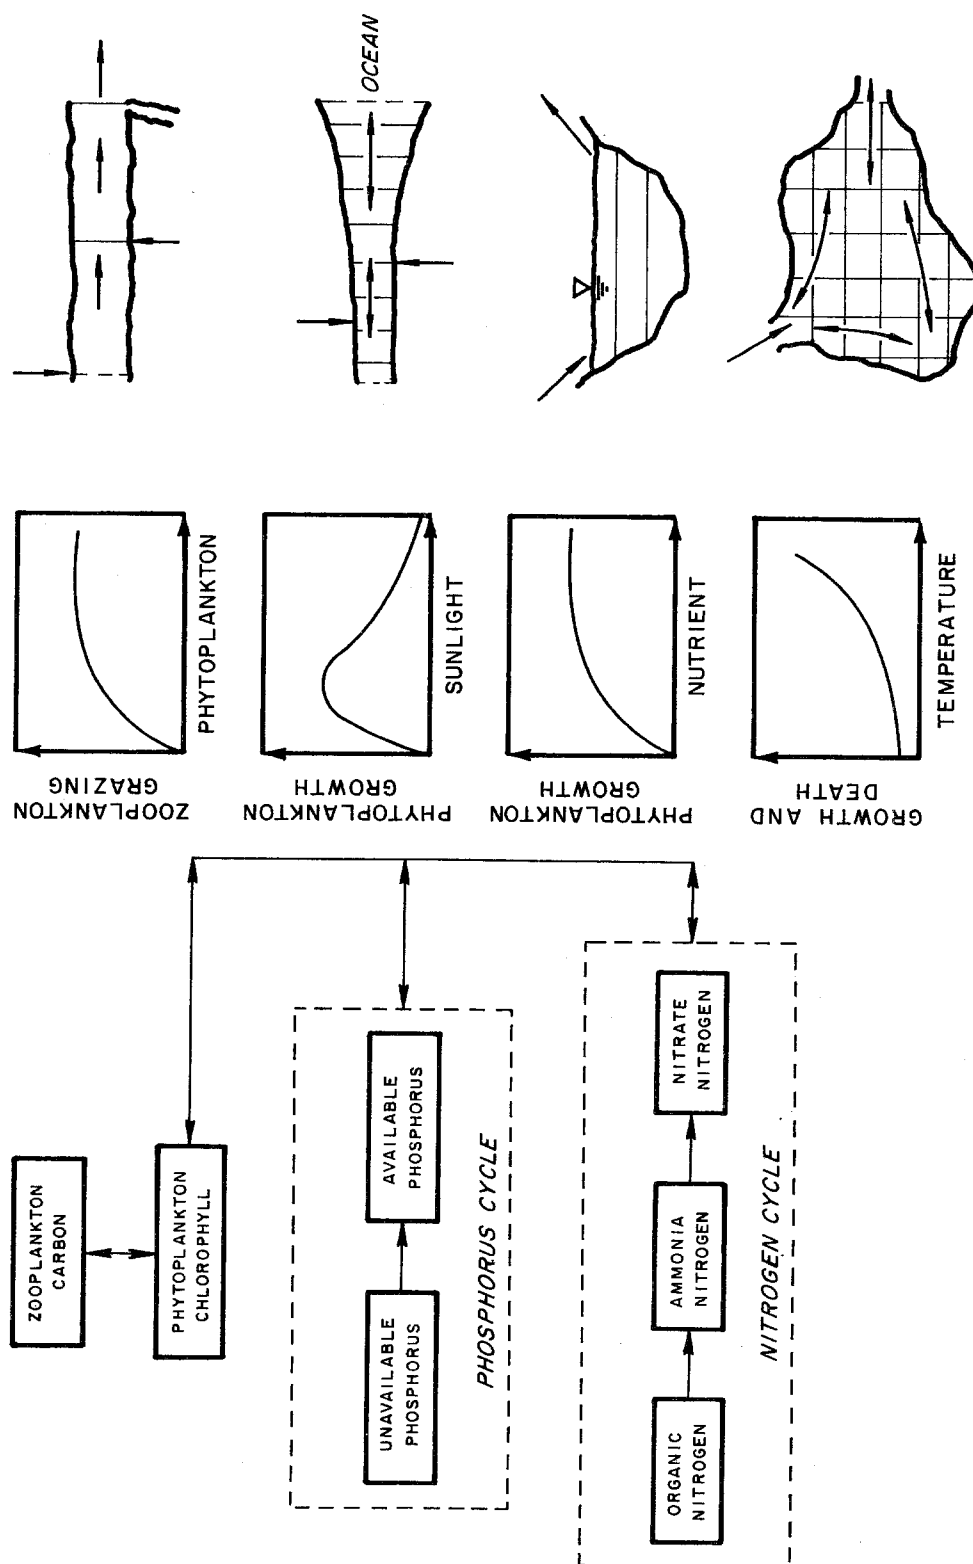 ZOOPLANKTON
CARBON
PHYTOPLANKTON
CHLOROPHYLL
UNAVAILABLE
PHOSPHORUS
AVAILABLE
PHOSPHORUS
PHOSPHORUS CYCLE
ORGANIC
NITROGEN
AMMONIA
NITROGEN
NITRATE
NITROGEN
NITROGEN CYCLE
ZOOPLANKTON
GRAZING
PHYTOPLANKTON
PHYTOPLANKTON
GROWTH
SUNLIGHT
PHYTOPLANKTON
GROWTH
NUTRIENT
GROWTH AND
DEATH
TEMPERATURE
OCEAN